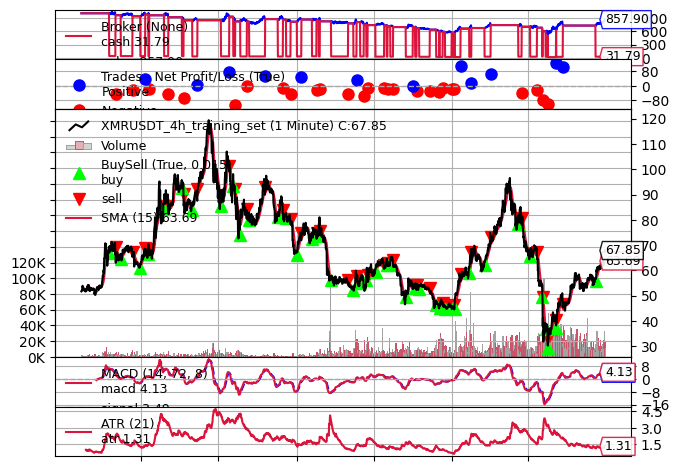 Broker (None)
cash 31.79
857.90
600
300
0
31.79
Trades - Net Profit/Loss (True)
Positive
Negative
80
0
−80
XMRUSDT_4h_training_set (1 Minute) C:67.85
Volume
BuySell (True, 0.015)
buy
sell
SMA (15) 63.69
120
110
100
90
80
70
67.85
63.69
60
50
40
30
120K
100K
80K
60K
40K
20K
0K
MACD (14, 72, 8)
macd 4.13
signal 3.49
8
4.13
0
−8
−16
ATR (21)
atr 1.31
4.5
3.0
1.5
1.31